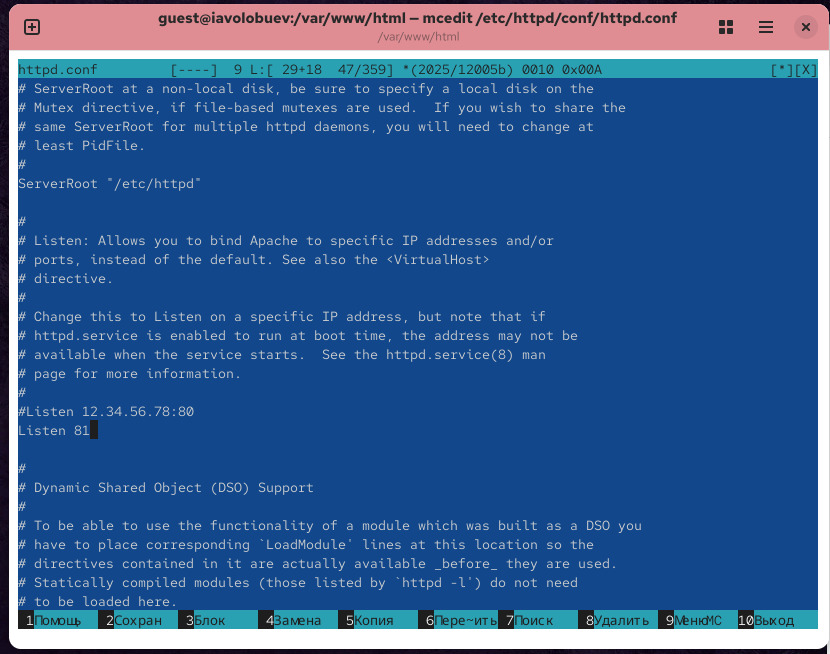 guest@iavolobuev:/var/www/html — mcedit /etc/httpd/conf/httpd.conf
/var/www/html
httpd.conf         [----]  9 L:[ 29+18  47/359] *(2025/12005b) 0010 0x00A                     [*][X]
# ServerRoot at a non-local disk, be sure to specify a local disk on the
# Mutex directive, if file-based mutexes are used.  If you wish to share the
# same ServerRoot for multiple httpd daemons, you will need to change at
# least PidFile.
#
ServerRoot "/etc/httpd"

#
# Listen: Allows you to bind Apache to specific IP addresses and/or
# ports, instead of the default. See also the <VirtualHost>
# directive.
#
# Change this to Listen on a specific IP address, but note that if
# httpd.service is enabled to run at boot time, the address may not be
# available when the service starts.  See the httpd.service(8) man
# page for more information.
#
#Listen 12.34.56.78:80
Listen 81

#
# Dynamic Shared Object (DSO) Support
#
# To be able to use the functionality of a module which was built as a DSO you
# have to place corresponding `LoadModule' lines at this location so the
# directives contained in it are actually available _before_ they are used.
# Statically compiled modules (those listed by `httpd -l') do not need
# to be loaded here.
1Помощь  2Сохран  3Блок  4Замена  5Копия  6Пере~ить  7Поиск  8Удалить  9МенюMC  10Выход